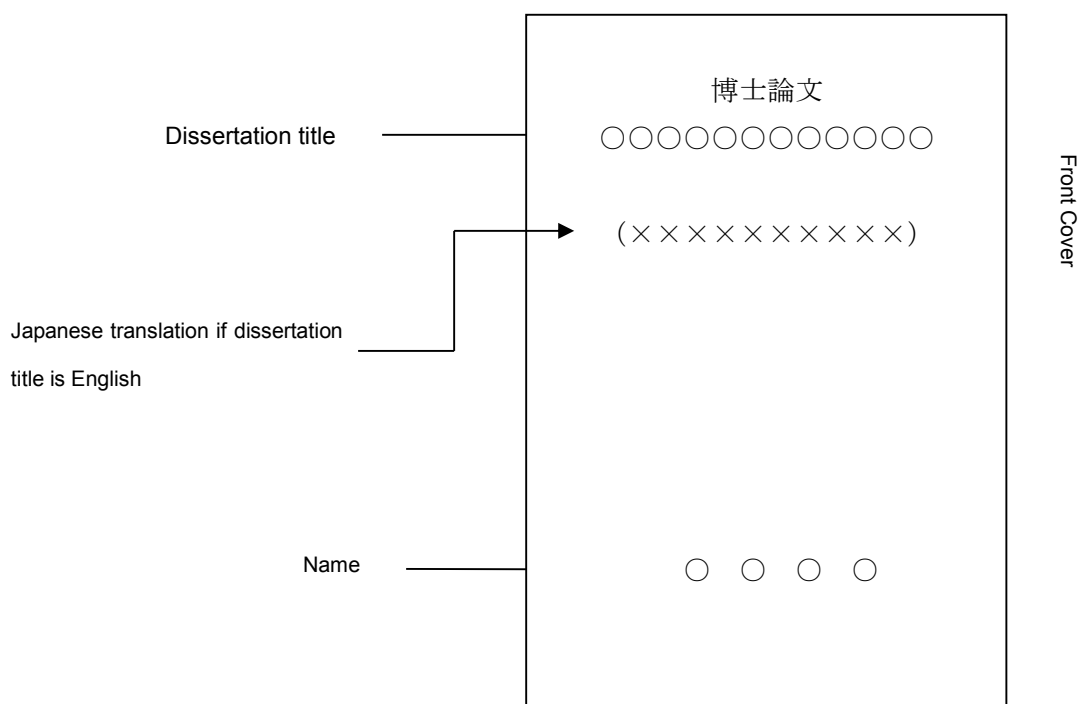 博士論文
Dissertation title
○○○○○○○○○○○○
(××××××××××)
Japanese translation if dissertation
title is English
Name
○ ○ ○ ○
Front Cover